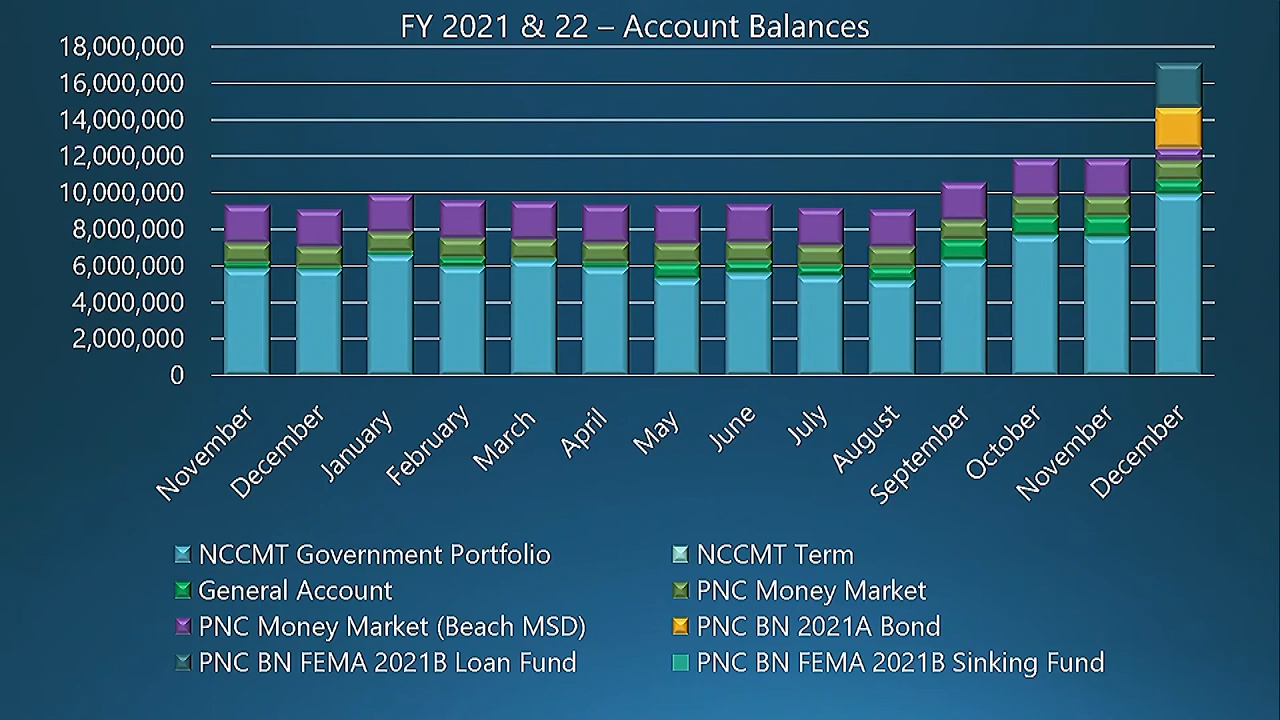 FY 2021 & 22 – Account Balances
18,000,000
16,000,000
14,000,000
12,000,000
10,000,000
8,000,000
6,000,000
4,000,000
2,000,000
0
November
December
January
February
March
April
May
June
July
August
September
October
November
December
NCCMT Government Portfolio
NCCMT Term
General Account
PNC Money Market
PNC Money Market (Beach MSD)
PNC BN 2021A Bond
PNC BN FEMA 2021B Loan Fund
PNC BN FEMA 2021B Sinking Fund